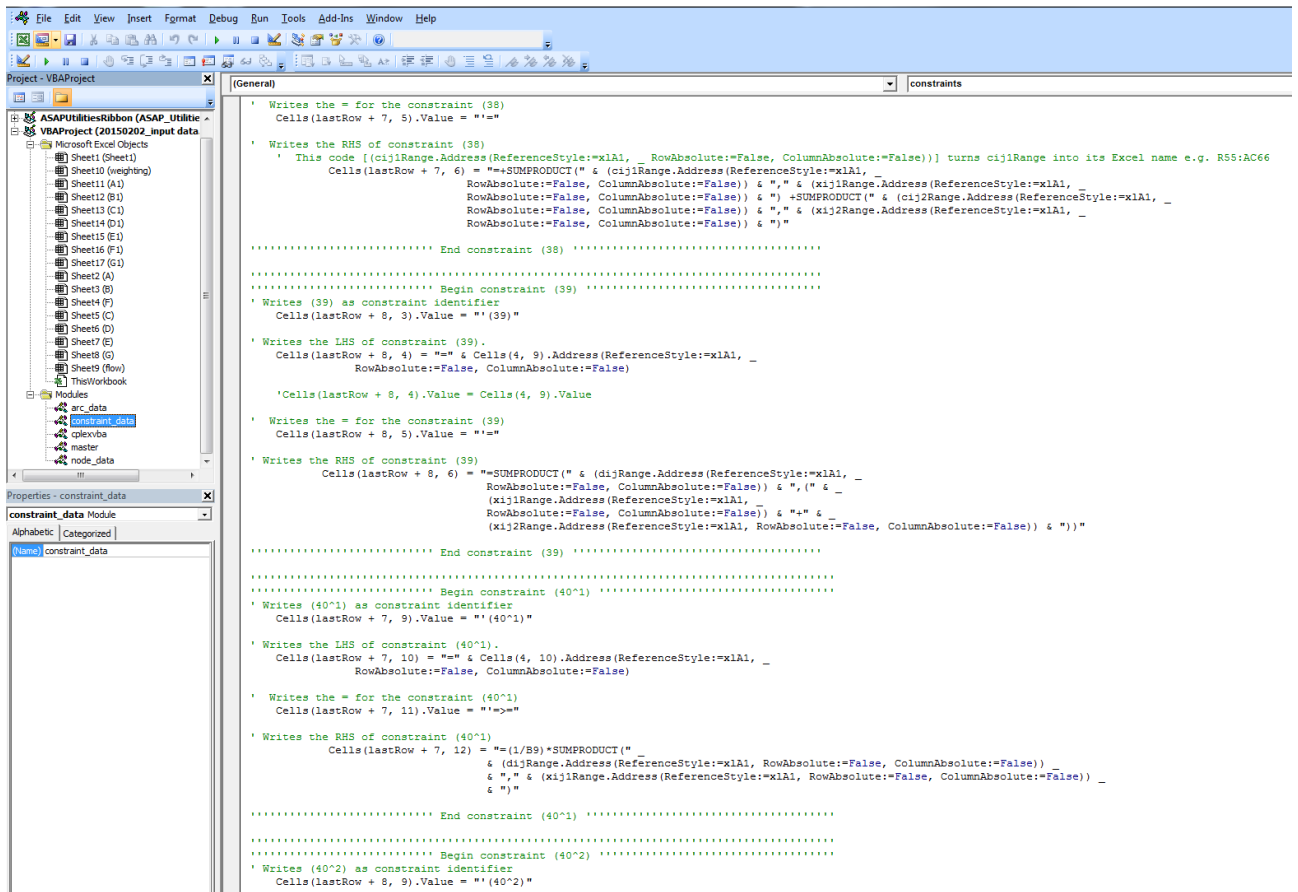 File Edit View Insert Format Debug Run Tools Add-Ins Window Help
Project - VBAProject
(General)
constraints
ASAPUtilitiesRibbon (ASAP_Utilitie
VBAProject (20150202_input data
Microsoft Excel Objects
Sheet1 (Sheet1)
Sheet10 (weighting)
Sheet11 (A1)
Sheet12 (B1)
Sheet13 (C1)
Sheet14 (D1)
Sheet15 (E1)
Sheet16 (F1)
Sheet17 (G1)
Sheet2 (A)
Sheet3 (B)
Sheet4 (F)
Sheet5 (C)
Sheet6 (D)
Sheet7 (E)
Sheet8 (G)
Sheet9 (flow)
ThisWorkbook
Modules
arc_data
constraint_data
cplexvba
master
node_data
Properties - constraint_data
constraint_data Module
Alphabetic Categorized
(Name) constraint_data
' Writes the = for the constraint (38)
Cells(lastRow + 7, 5).Value = "'="
' Writes the RHS of constraint (38)
' This code [(cij1Range.Address(ReferenceStyle:=xlA1, _ RowAbsolute:=False, ColumnAbsolute:=False))] turns cij1Range into its Excel name e.g. R55:AC66
Cells(lastRow + 7, 6) = "=+SUMPRODUCT(" & (cij1Range.Address(ReferenceStyle:=xlA1, _
RowAbsolute:=False, ColumnAbsolute:=False)) & "," & (xij1Range.Address(ReferenceStyle:=xlA1, _
RowAbsolute:=False, ColumnAbsolute:=False)) & ") +SUMPRODUCT(" & (cij2Range.Address(ReferenceStyle:=xlA1, _
RowAbsolute:=False, ColumnAbsolute:=False)) & "," & (xij2Range.Address(ReferenceStyle:=xlA1, _
RowAbsolute:=False, ColumnAbsolute:=False)) & ")"
'''''''''''''''''''''''''''' End constraint (38) ''''''''''''''''''''''''''''''''''''''
''''''''''''''''''''''''''''''''''''''''''''''''''''''''''''''''''''''''''''''''''''''''
'''''''''''''''''''''''''''' Begin constraint (39) ''''''''''''''''''''''''''''''''''''
' Writes (39) as constraint identifier
Cells(lastRow + 8, 3).Value = "'(39)"
' Writes the LHS of constraint (39).
Cells(lastRow + 8, 4) = "=" & Cells(4, 9).Address(ReferenceStyle:=xlA1, _
RowAbsolute:=False, ColumnAbsolute:=False)
'Cells(lastRow + 8, 4).Value = Cells(4, 9).Value
' Writes the = for the constraint (39)
Cells(lastRow + 8, 5).Value = "'="
' Writes the RHS of constraint (39)
Cells(lastRow + 8, 6) = "=SUMPRODUCT(" & (dijRange.Address(ReferenceStyle:=xlA1, _
RowAbsolute:=False, ColumnAbsolute:=False)) & ",(" & _
(xij1Range.Address(ReferenceStyle:=xlA1, _
RowAbsolute:=False, ColumnAbsolute:=False)) & "+" & _
(xij2Range.Address(ReferenceStyle:=xlA1, RowAbsolute:=False, ColumnAbsolute:=False)) & "))"
'''''''''''''''''''''''''''' End constraint (39) ''''''''''''''''''''''''''''''''''''''
''''''''''''''''''''''''''''''''''''''''''''''''''''''''''''''''''''''''''''''''''''''''''
'''''''''''''''''''''''''''' Begin constraint (40^1) ''''''''''''''''''''''''''''''''''''
' Writes (40^1) as constraint identifier
Cells(lastRow + 7, 9).Value = "'(40^1)"
' Writes the LHS of constraint (40^1).
Cells(lastRow + 7, 10) = "=" & Cells(4, 10).Address(ReferenceStyle:=xlA1, _
RowAbsolute:=False, ColumnAbsolute:=False)
' Writes the = for the constraint (40^1)
Cells(lastRow + 7, 11).Value = "'=>="
' Writes the RHS of constraint (40^1)
Cells(lastRow + 7, 12) = "=(1/B9)*SUMPRODUCT(" _
& (dijRange.Address(ReferenceStyle:=xlA1, RowAbsolute:=False, ColumnAbsolute:=False)) _
& "," & (xij1Range.Address(ReferenceStyle:=xlA1, RowAbsolute:=False, ColumnAbsolute:=False)) _
& ")"
'''''''''''''''''''''''''''' End constraint (40^1) ''''''''''''''''''''''''''''''''''''''
''''''''''''''''''''''''''''''''''''''''''''''''''''''''''''''''''''''''''''''''''''''''''
'''''''''''''''''''''''''''' Begin constraint (40^2) ''''''''''''''''''''''''''''''''''''
' Writes (40^2) as constraint identifier
Cells(lastRow + 8, 9).Value = "'(40^2)"